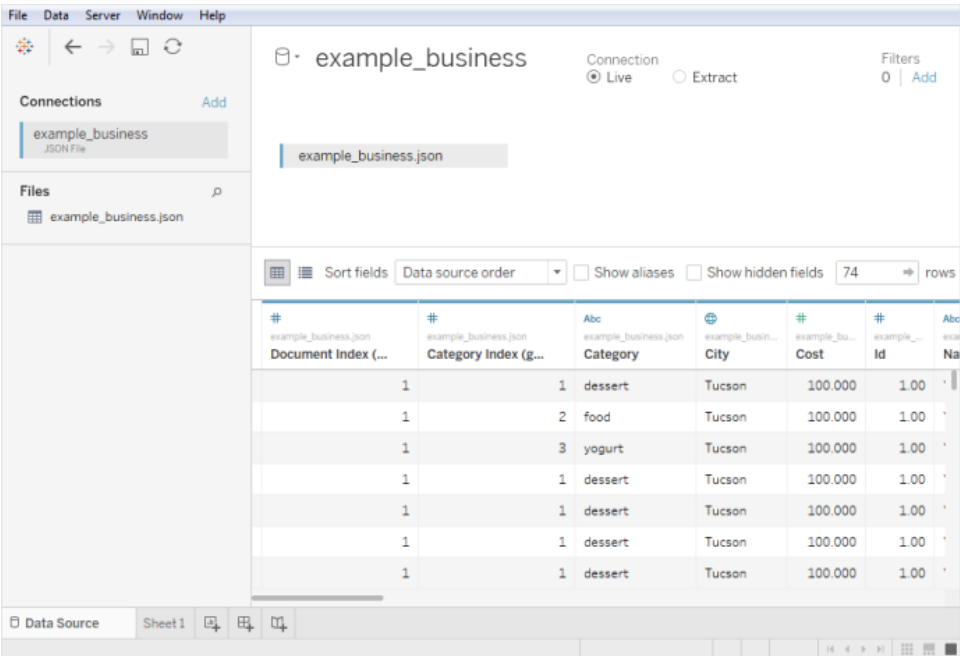 File Data Server Window Help
example_business
Connection
Live Extract
Filters
0 Add
Connections Add
example_business
JSON File
example_business.json
Files
example_business.json
Sort fields Data source order Show aliases Show hidden fields 74 rows
# # Abc # # Abc
example_business.json example_business.json example_business.json example_busin... example_bu... example_...
Document Index (... Category Index (g... Category City Cost Id Na
1 1 dessert Tucson 100.000 1.00
1 2 food Tucson 100.000 1.00
1 3 yogurt Tucson 100.000 1.00
1 1 dessert Tucson 100.000 1.00
1 1 dessert Tucson 100.000 1.00
1 1 dessert Tucson 100.000 1.00
1 1 dessert Tucson 100.000 1.00
Data Source Sheet 1